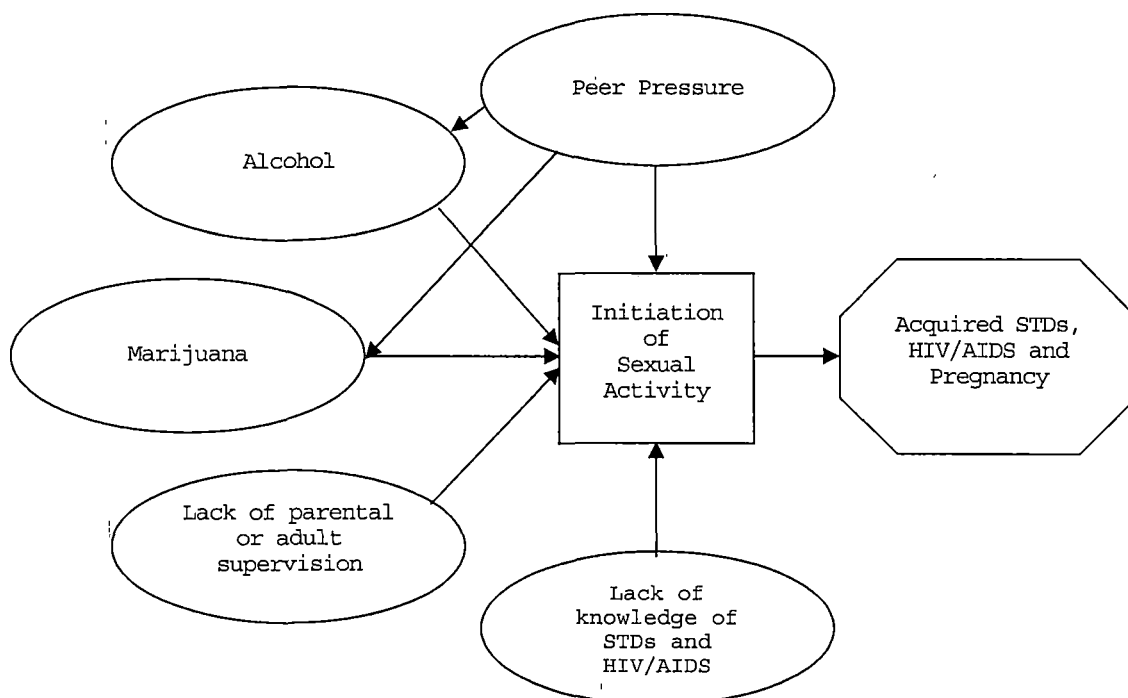 Peer Pressure
Alcohol
Marijuana
Initiation
of
Sexual
Activity
Acquired STDs,
HIV/AIDS and
Pregnancy
Lack of parental
or adult
supervision
Lack of
knowledge of
STDs and
HIV/AIDS